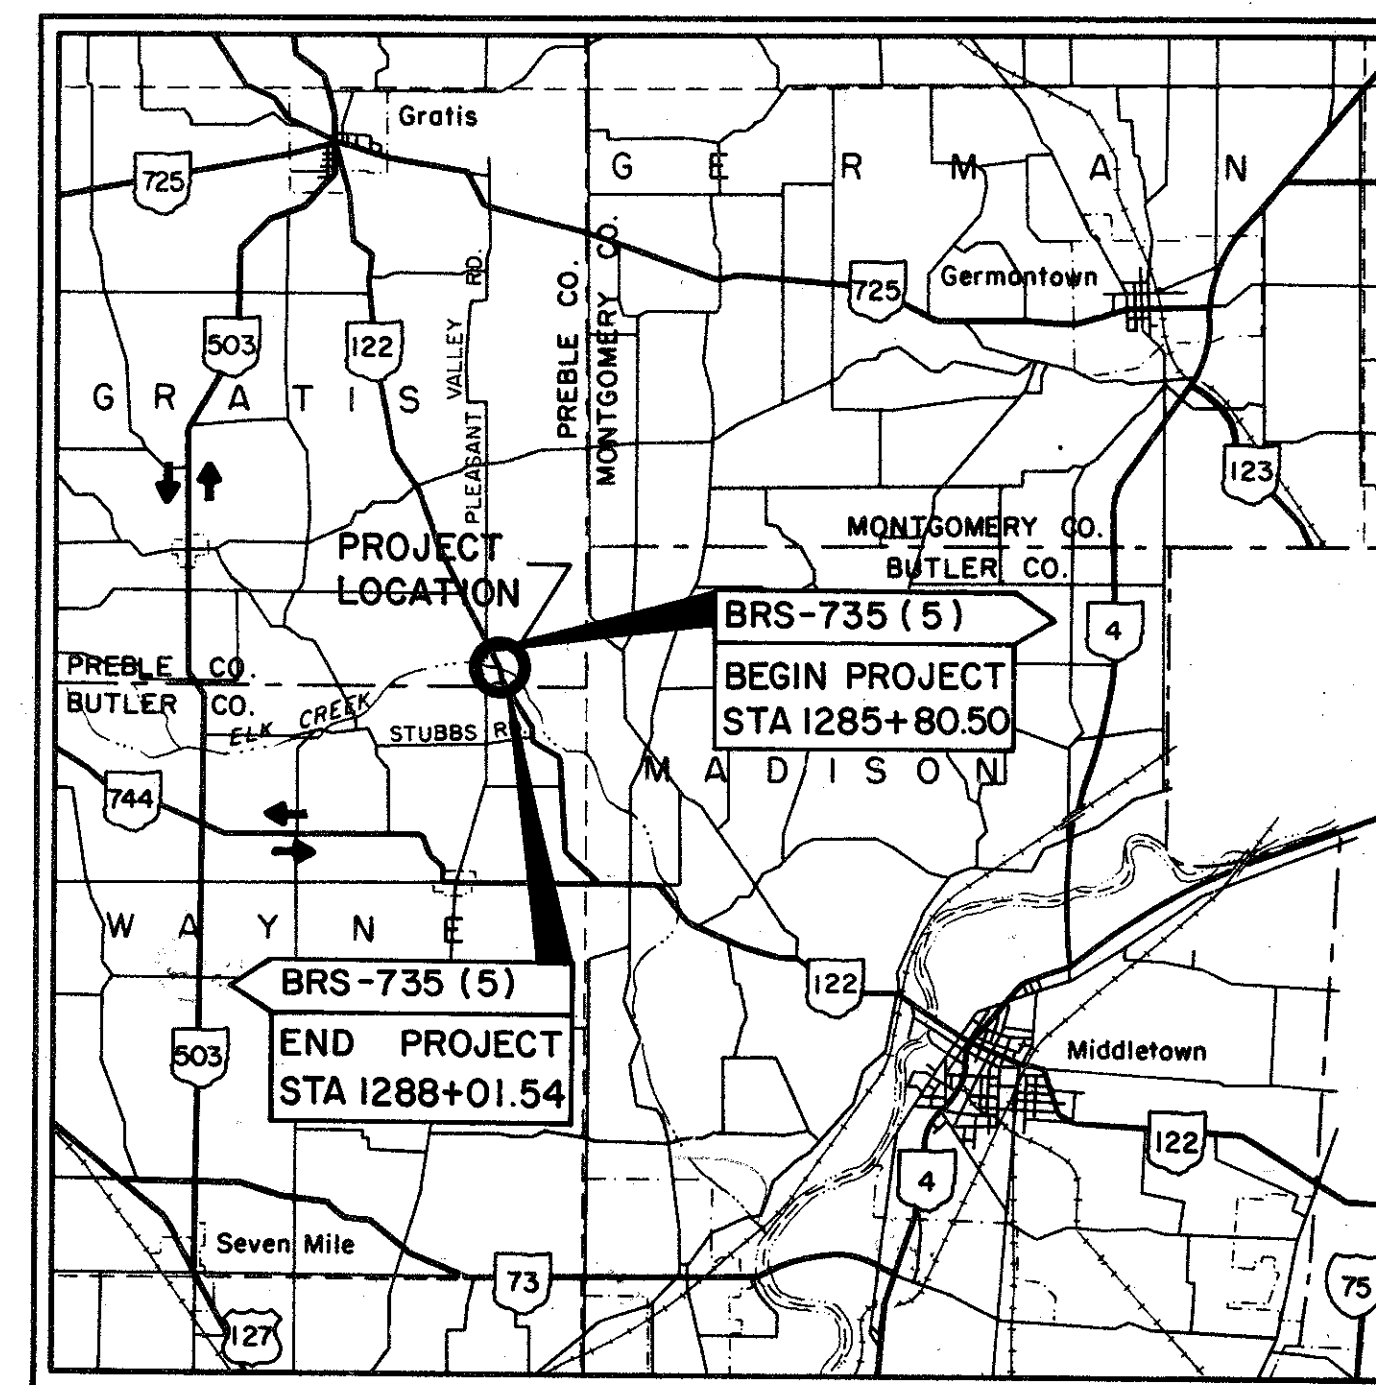 Gratis
G E R M A N
725
PREBLE CO.
MONTGOMERY CO.
PLEASANT VALLEY RD.
725
Germantown
503
122
G R A T I S
123
MONTGOMERY CO.
BUTLER CO.
PROJECT
LOCATION
BRS-735 (5)
BEGIN PROJECT
STA 1285+80.50
4
PREBLE CO.
BUTLER CO.
ELK CREEK
STUBBS
M A D I S O N
744
W A Y N E
BRS-735 (5)
END PROJECT
STA 1288+01.54
122
503
Middletown
122
4
Seven Mile
73
75
127